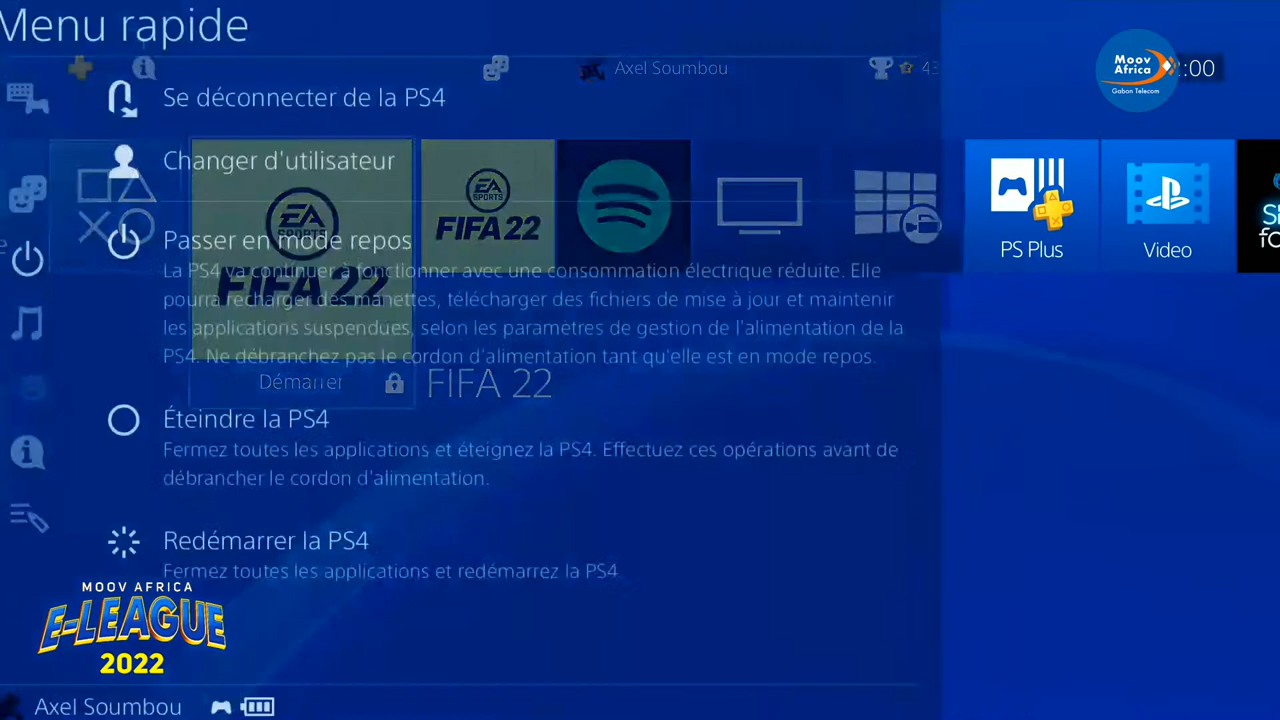 Menu rapide
Axel Soumbou
Moov
Africa
Gabon Telecom
:00
Se déconnecter de la PS4
Changer d'utilisateur
EA
SPORTS
FIFA 22
EA
SPORTS
FIFA 22
PS Plus
Video
Passer en mode repos
La PS4 va continuer à fonctionner avec une consommation électrique réduite. Elle
pourra recharger des manettes, télécharger des fichiers de mise à jour et maintenir
les applications suspendues, selon les paramètres de gestion de l'alimentation de la
PS4. Ne débranchez pas le cordon d'alimentation tant qu'elle est en mode repos.
Démarrer
FIFA 22
Éteindre la PS4
Fermez toutes les applications et éteignez la PS4. Effectuez ces opérations avant de
débrancher le cordon d'alimentation.
Redémarrer la PS4
Fermez toutes les applications et redémarrez la PS4.
MOOV AFRICA
E-LEAGUE
2022
Axel Soumbou